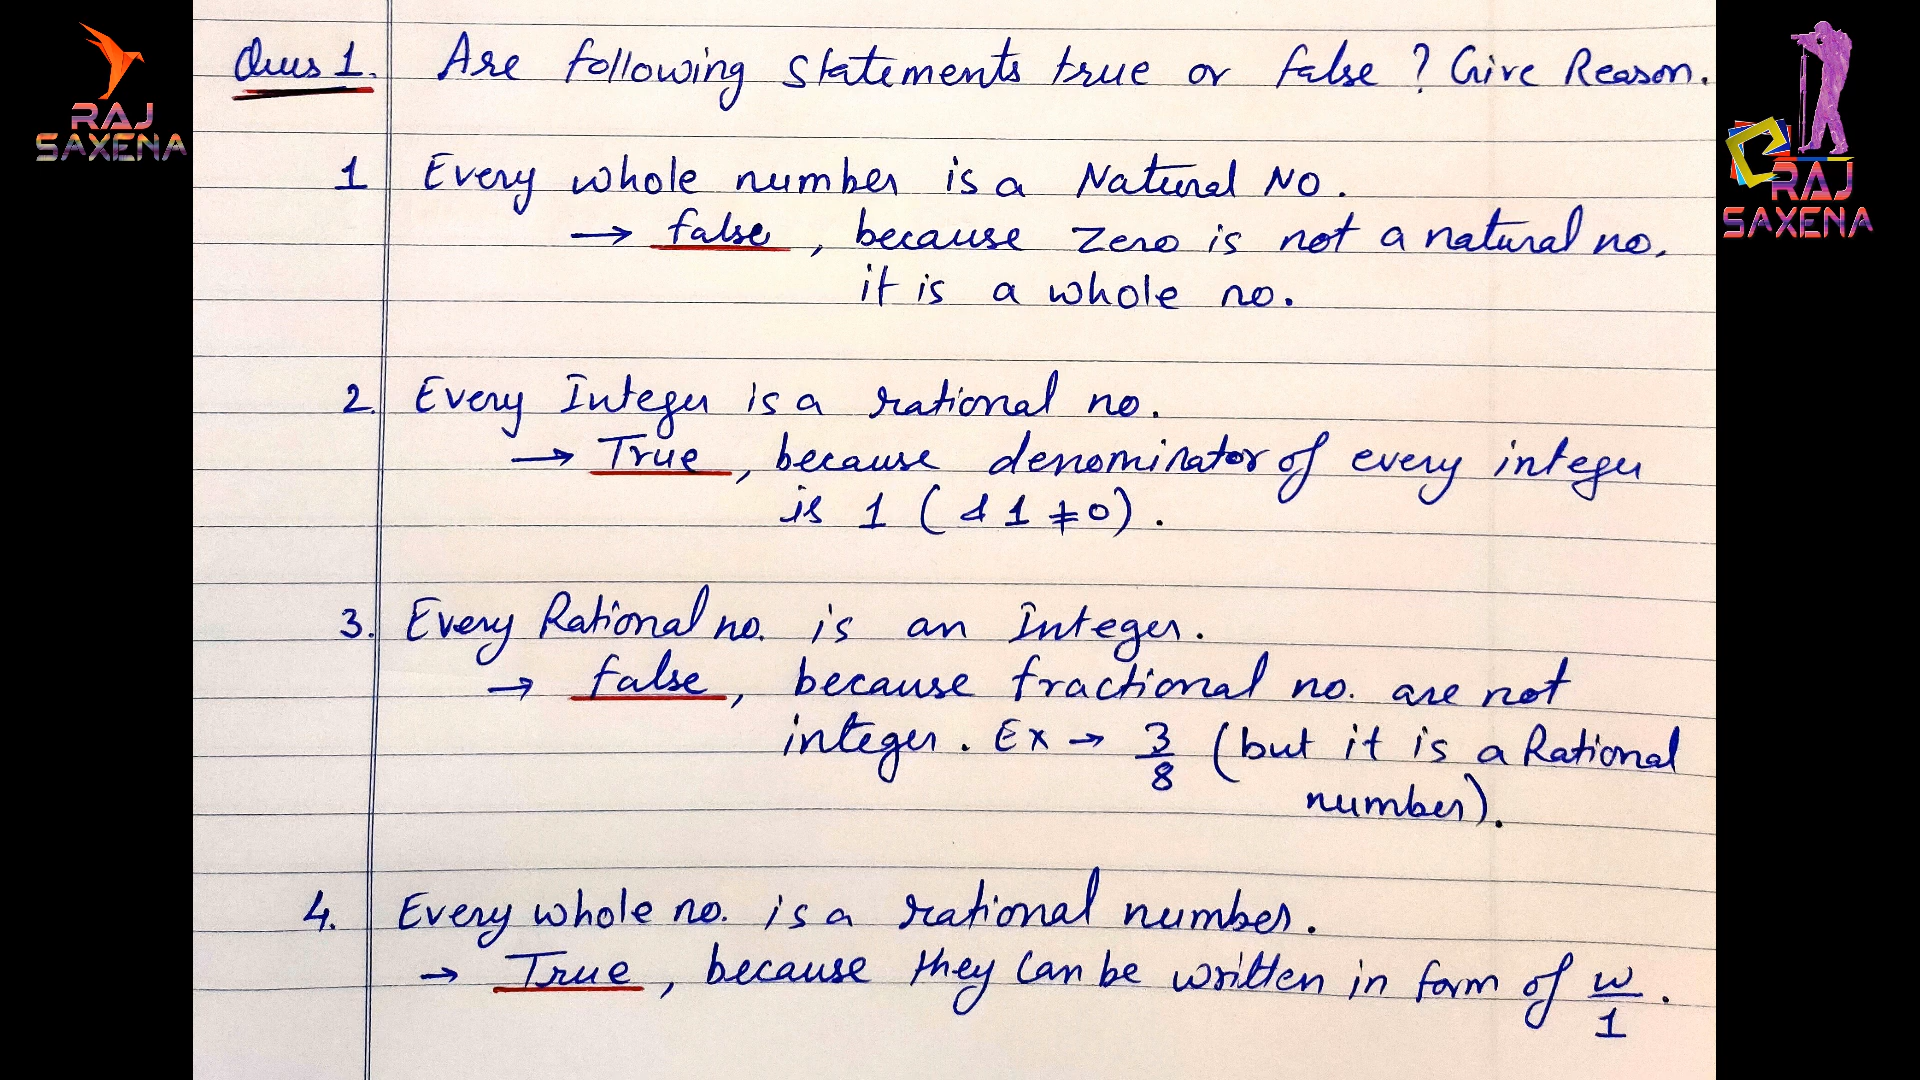 RAJ
SAXENA
RAJ
SAXENA
Ques 1. Are following statements true or false ? Give Reason.
1 Every whole number is a Natural NO.
→ false , because zero is not a natural no.
it is a whole no.
2. Every Integer is a rational no.
→ True , because denominator of every integer
is 1 ( & 1 ≠ 0 ) .
3. Every Rational no. is an Integer.
→ false , because fractional no. are not
integer . Ex → 3/8 ( but it is a Rational
number ).
4. Every whole no. is a rational number.
→ True , because they can be written in form of w/1 .